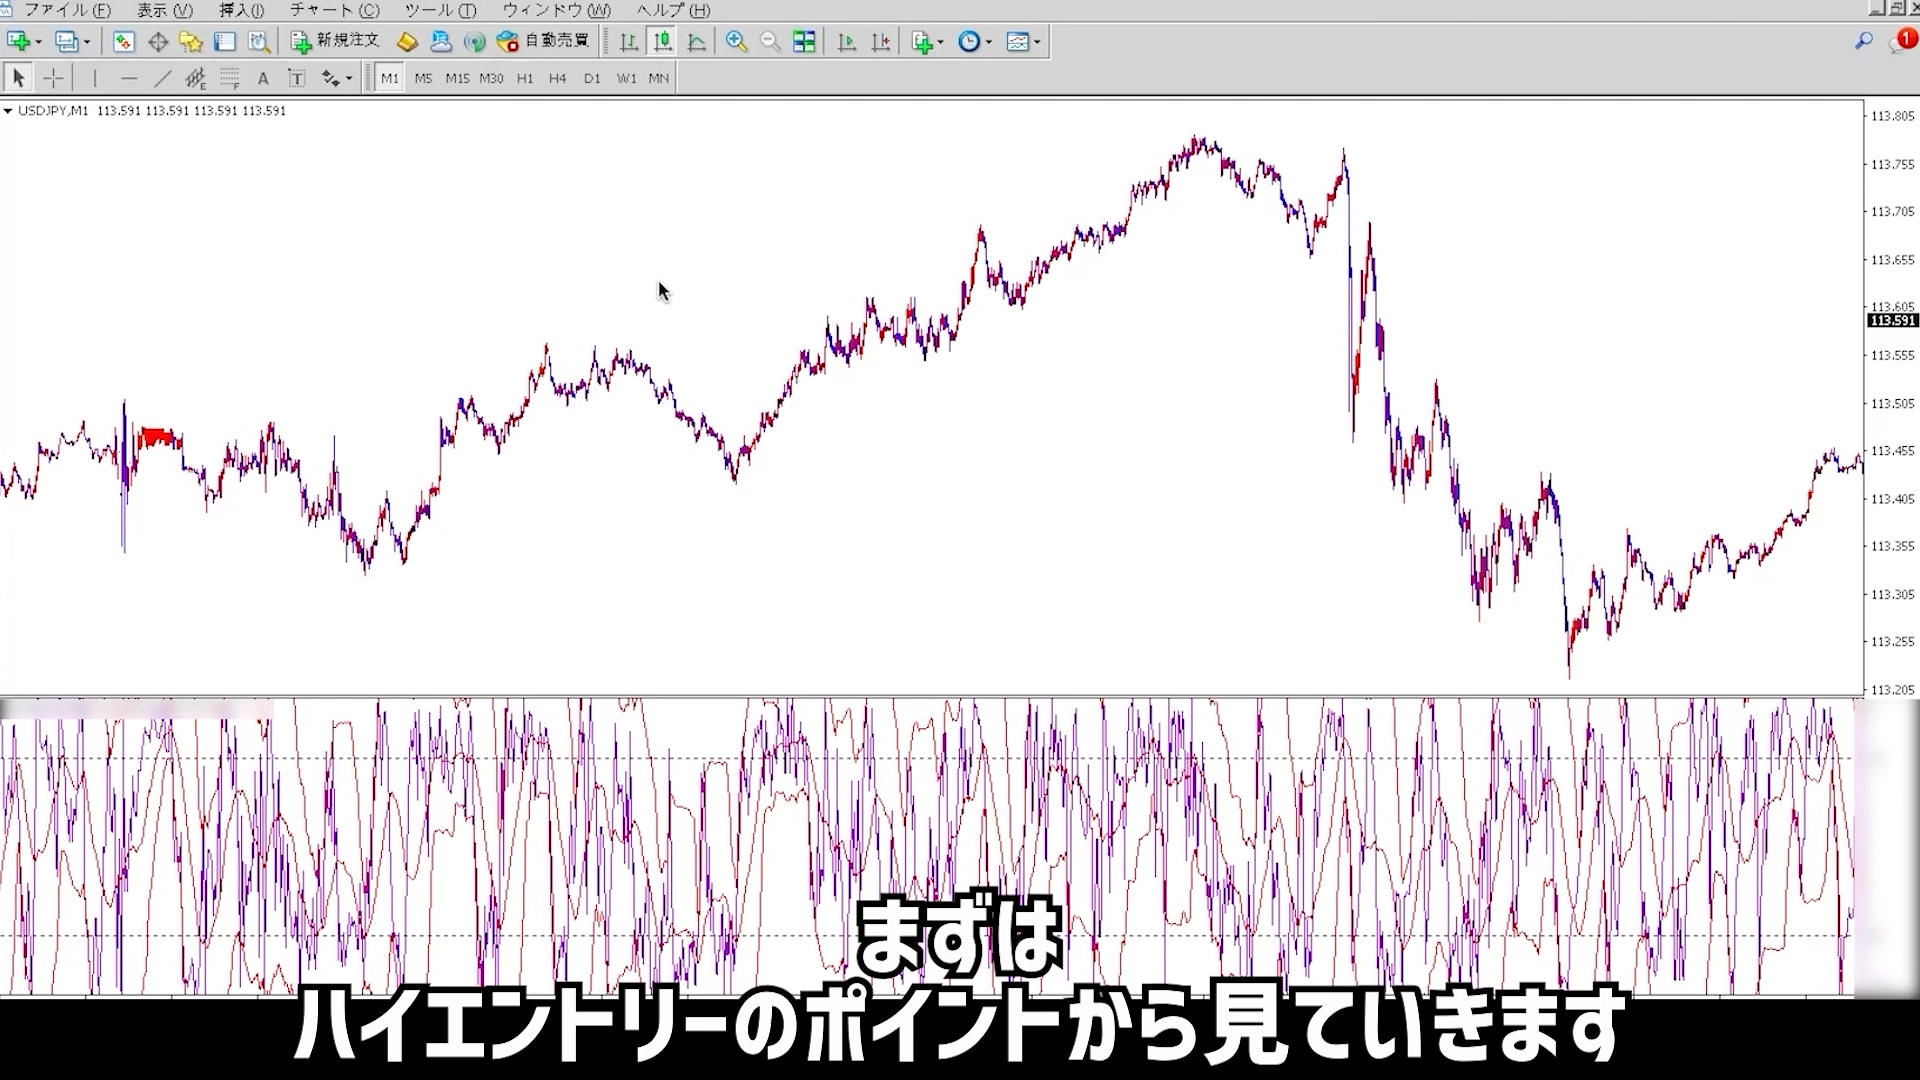 ファイル(F) 表示(V) 挿入(I) チャート(C) ツール(T) ウィンドウ(W) ヘルプ(H)
新規注文 自動売買 1
A T M1 M5 M15 M30 H1 H4 D1 W1 MN
USDJPY,M1 113.591 113.591 113.591 113.591
113.805
113.755
113.705
113.655
113.605
113.591
113.555
113.505
113.455
113.405
113.355
113.305
113.255
113.205
まずは
ハイエントリーのポイントから見ていきます